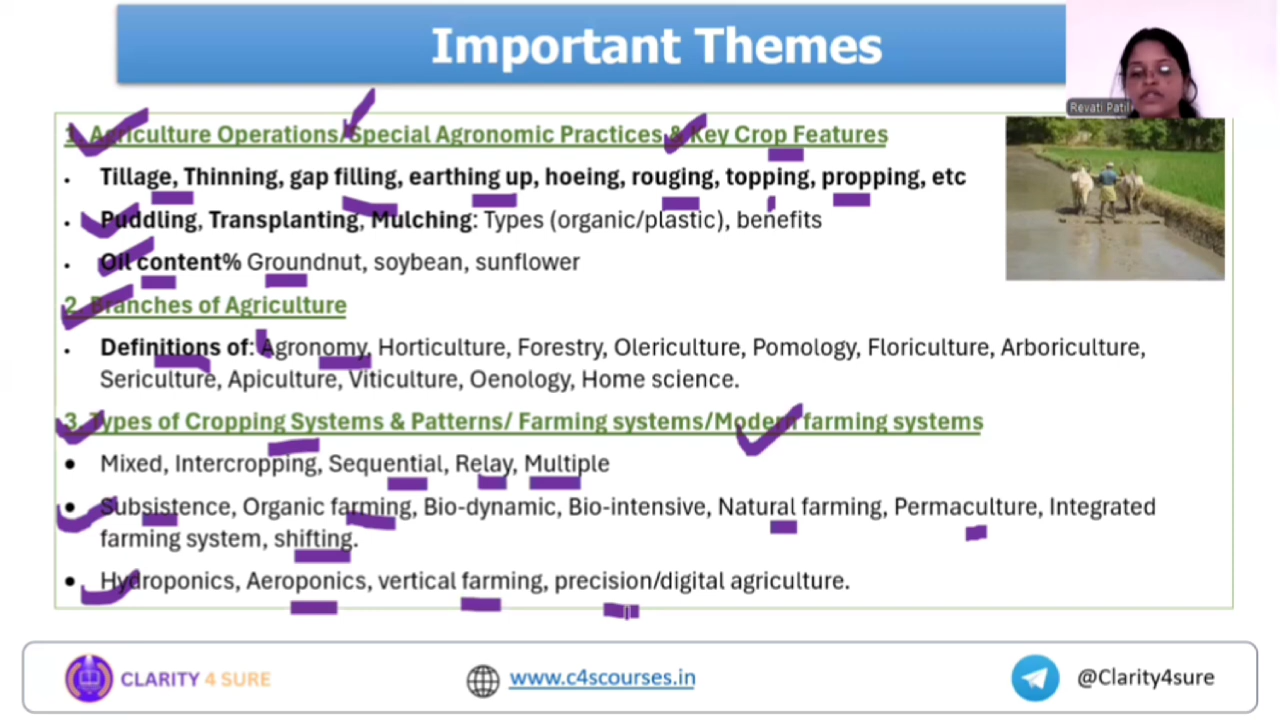 Important Themes
Revati Patil
1. Agriculture Operations/Special Agronomic Practices & Key Crop Features
• Tillage, Thinning, gap filling, earthing up, hoeing, rouging, topping, propping, etc
• Puddling, Transplanting, Mulching: Types (organic/plastic), benefits
• Oil content% Groundnut, soybean, sunflower
2. Branches of Agriculture
• Definitions of: Agronomy, Horticulture, Forestry, Olericulture, Pomology, Floriculture, Arboriculture,
Sericulture, Apiculture, Viticulture, Oenology, Home science.
3. Types of Cropping Systems & Patterns/ Farming systems/Modern farming systems
• Mixed, Intercropping, Sequential, Relay, Multiple
• Subsistence, Organic farming, Bio-dynamic, Bio-intensive, Natural farming, Permaculture, Integrated
farming system, shifting.
• Hydroponics, Aeroponics, vertical farming, precision/digital agriculture.
CLARITY 4 SURE
www.c4scourses.in
@Clarity4sure